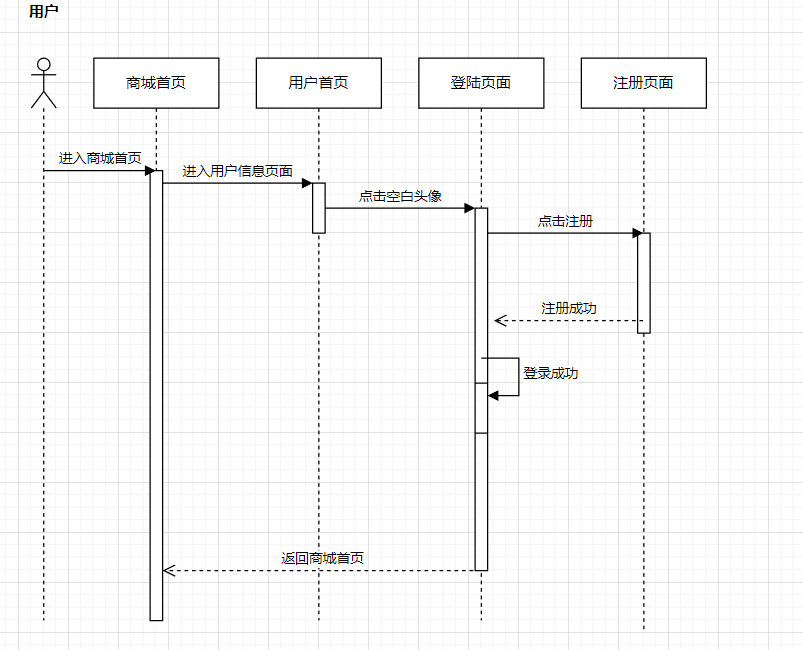 用户
商城首页
用户首页
登陆页面
注册页面
进入商城首页
进入用户信息页面
点击空白头像
点击注册
注册成功
登录成功
返回商城首页